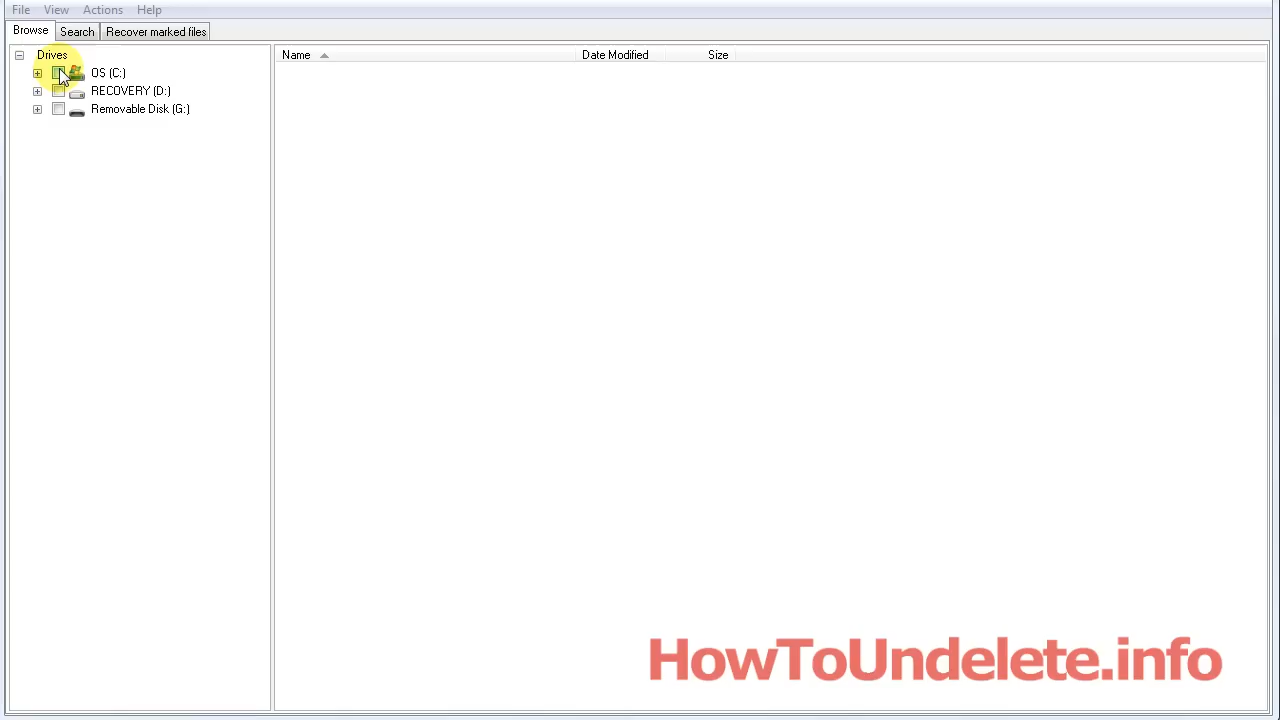 File View Actions Help
Browse Search Recover marked files
Drives
OS (C:)
RECOVERY (D:)
Removable Disk (G:)
Name Date Modified Size
HowToUndelete.info